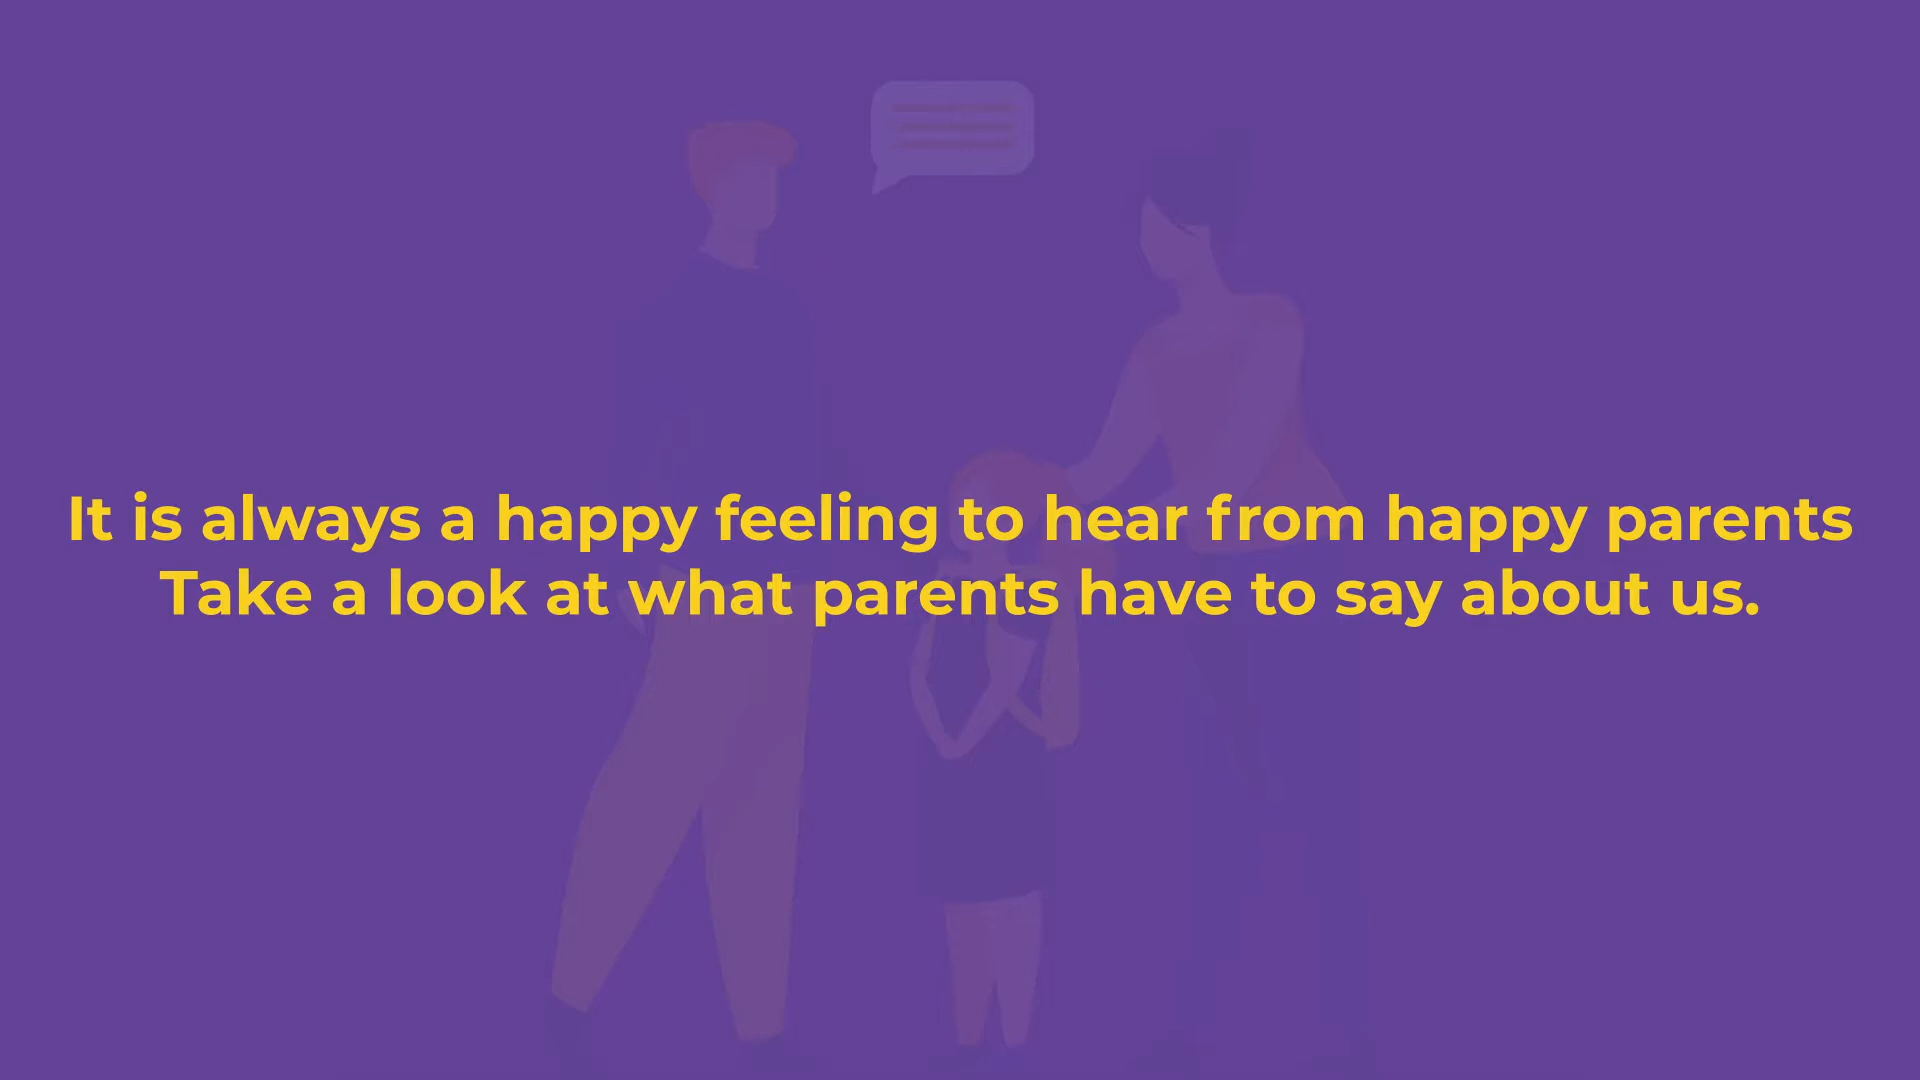 It is always a happy feeling to hear from happy parents
Take a look at what parents have to say about us.